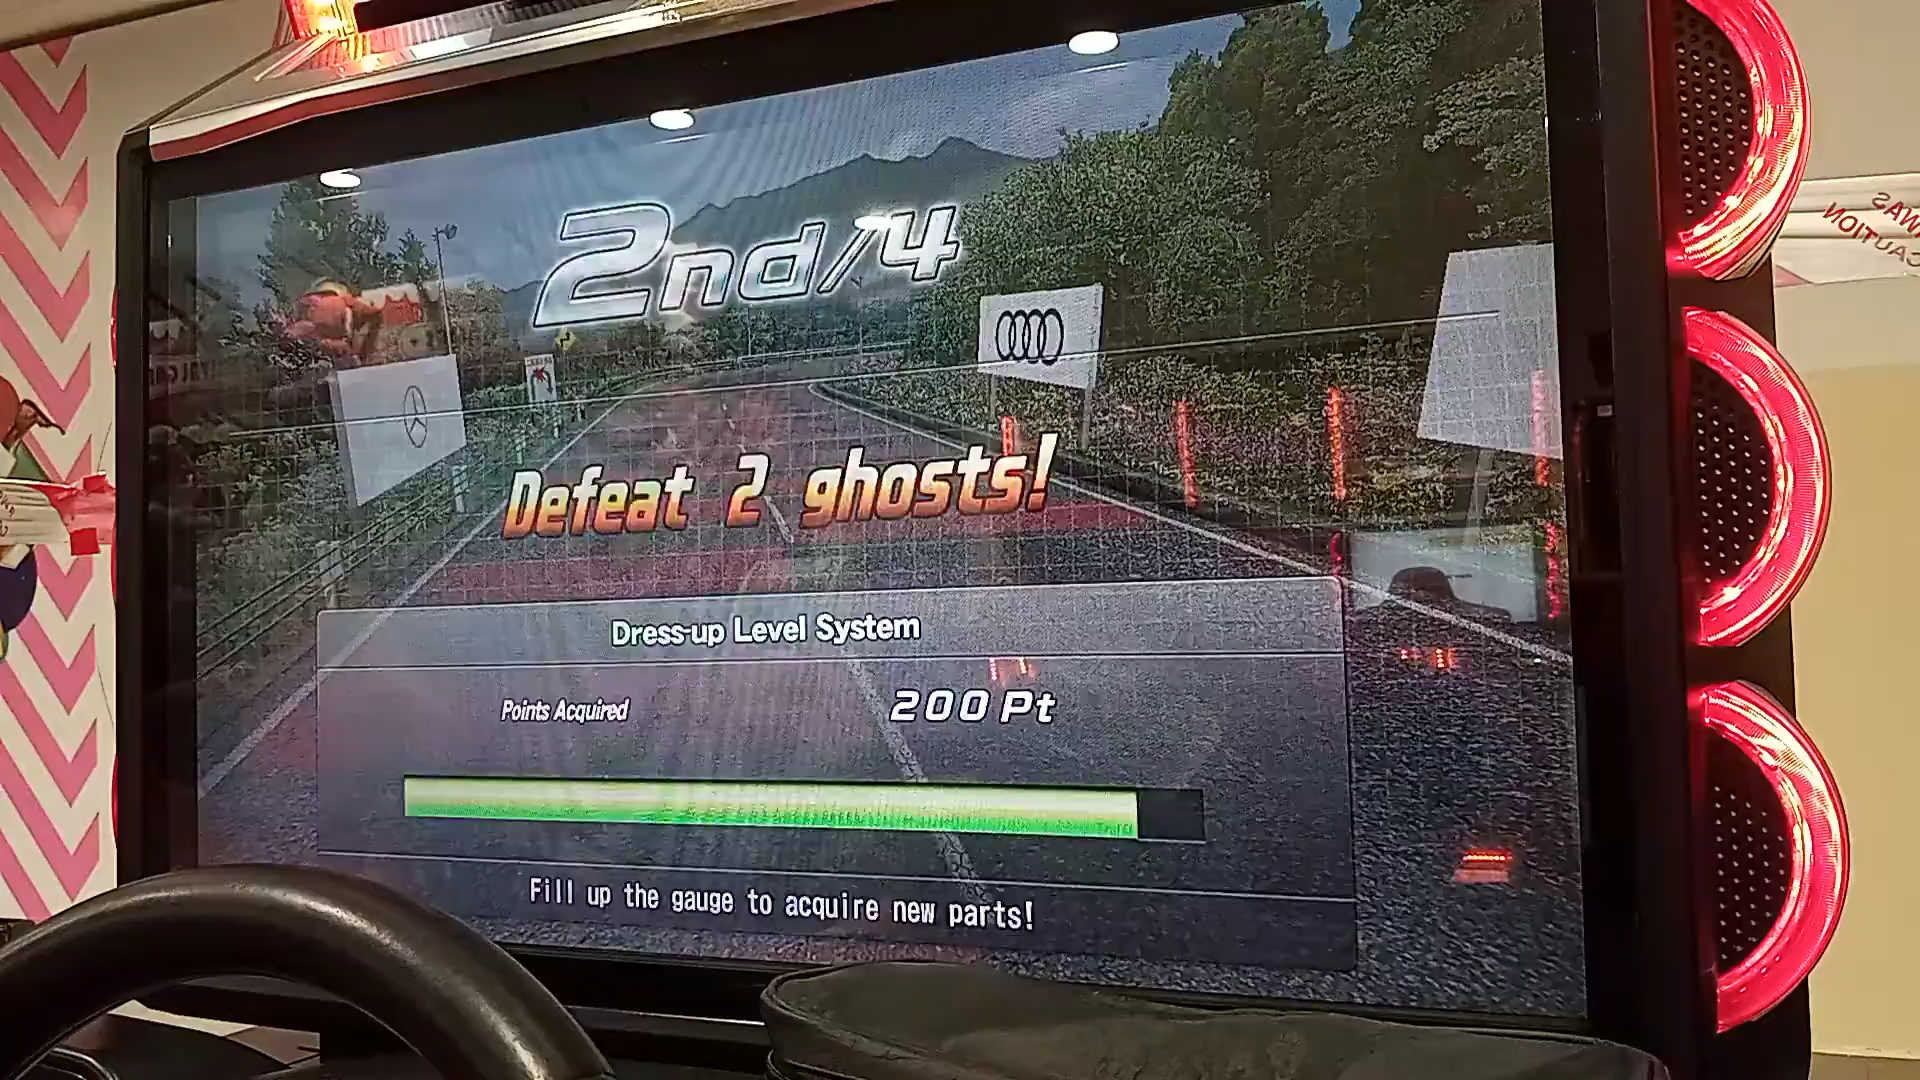 2nd/4
Defeat 2 ghosts!
Dress-up Level System
Points Acquired
200 Pt
Fill up the gauge to acquire new parts!
CAUTION